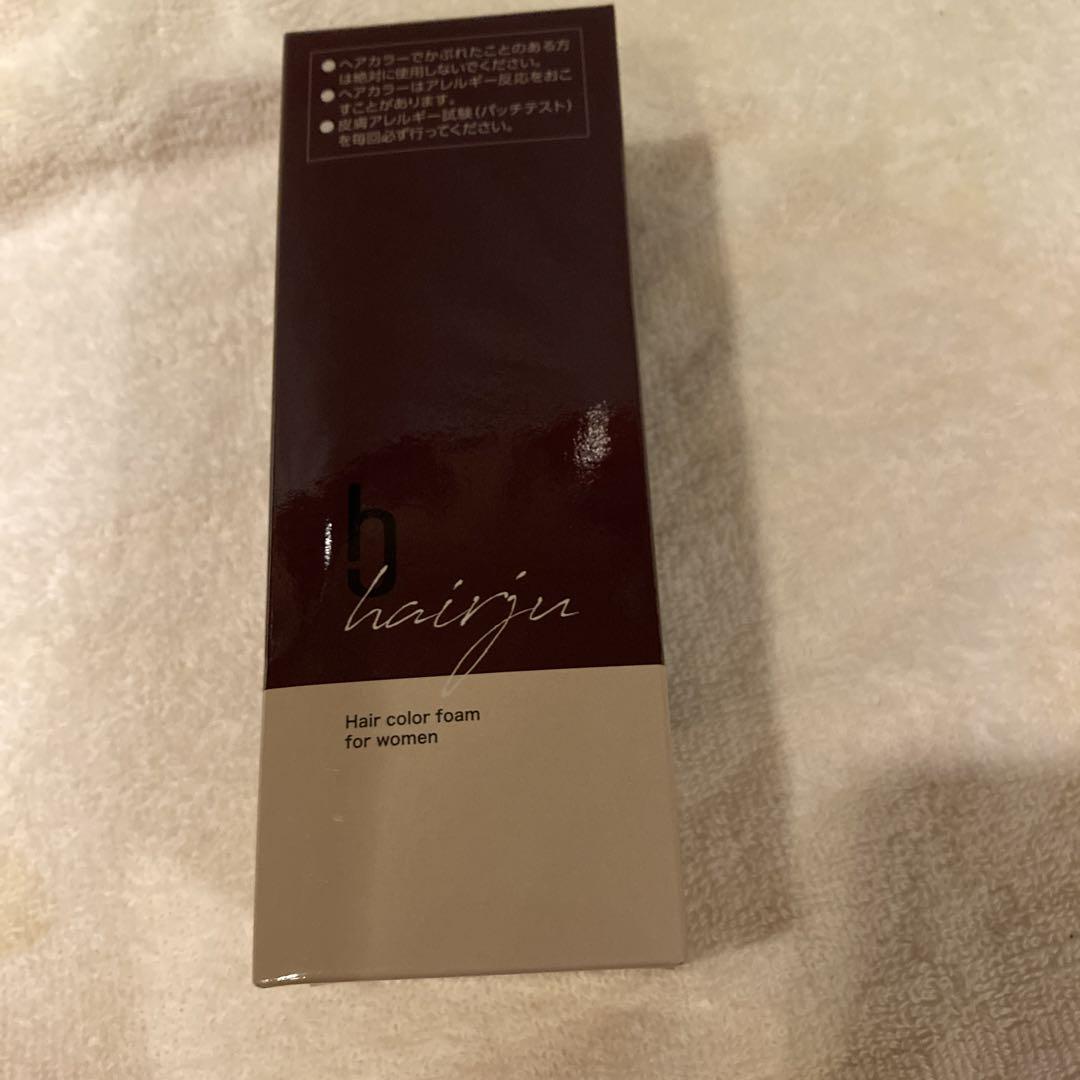 ●ヘアカラーでかぶれたことのある方
は絶対に使用しないでください。
●ヘアカラーはアレルギー反応をおこ
すことがあります。
●皮膚アレルギー試験(パッチテスト)
を毎回必ず行ってください。
h
hairju
Hair color foam
for women